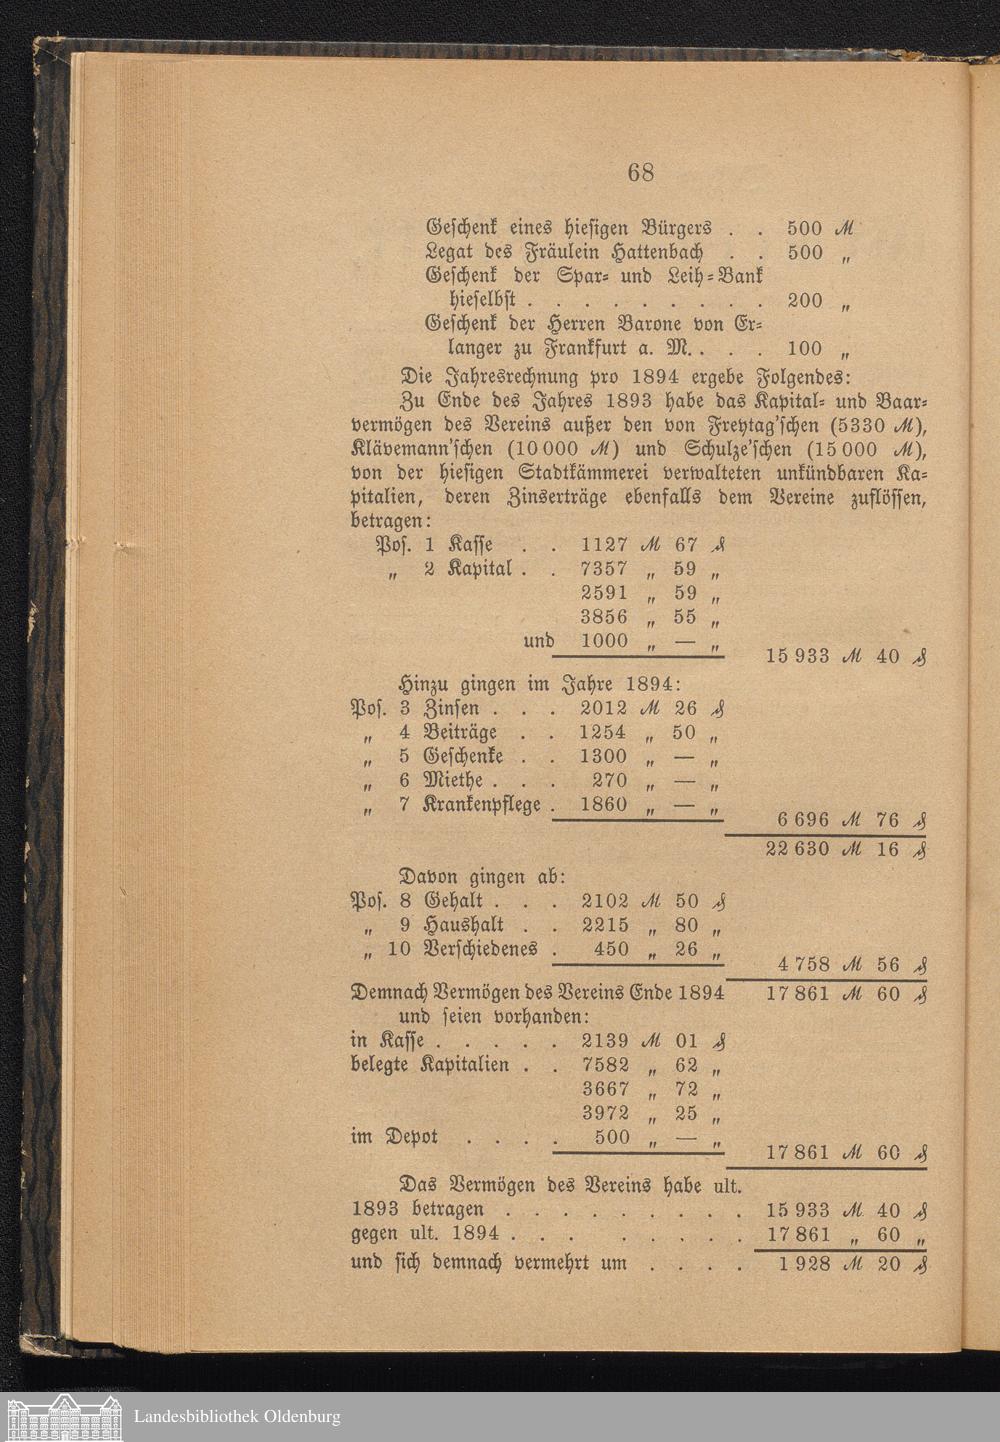 68
Geschenk eines hiesigen Bürgers . . 500 ℳ
Legat des Fräulein Hattenbach . . 500 „
Geschenk der Spar= und Leih=Bank
hieselbst . . . . . . . . . 200 „
Geschenk der Herren Barone von Er=
langer zu Frankfurt a. M. . . . 100 „
Die Jahresrechnung pro 1894 ergebe Folgendes:
Zu Ende des Jahres 1893 habe das Kapital= und Baar=
vermögen des Vereins außer den von Freytag'schen (5330 ℳ),
Klävemann'schen (10 000 ℳ) und Schulze'schen (15 000 ℳ),
von der hiesigen Stadtkämmerei verwalteten unkündbaren Ka=
pitalien, deren Zinserträge ebenfalls dem Vereine zuflössen,
betragen:
Pos. 1 Kasse . . 1127 ℳ 67 ₰
„ 2 Kapital . . 7357 „ 59 „
2591 „ 59 „
3856 „ 55 „
und 1000 „ — „
15 933 ℳ 40 ₰
Hinzu gingen im Jahre 1894:
Pos. 3 Zinsen . . . 2012 ℳ 26 ₰
„ 4 Beiträge . . 1254 „ 50 „
„ 5 Geschenke . . 1300 „ — „
„ 6 Miethe . . . 270 „ — „
„ 7 Krankenpflege . 1860 „ — „
6 696 ℳ 76 ₰
22 630 ℳ 16 ₰
Davon gingen ab:
Pos. 8 Gehalt . . . 2102 ℳ 50 ₰
„ 9 Haushalt . . 2215 „ 80 „
„ 10 Verschiedenes . 450 „ 26 „
4 758 ℳ 56 ₰
Demnach Vermögen des Vereins Ende 1894 17 861 ℳ 60 ₰
und seien vorhanden:
in Kasse . . . . . 2139 ℳ 01 ₰
belegte Kapitalien . . 7582 „ 62 „
3667 „ 72 „
3972 „ 25 „
im Depot . . . . 500 „ — „
17 861 ℳ 60 ₰
Das Vermögen des Vereins habe ult.
1893 betragen . . . . . . . . . 15 933 ℳ 40 ₰
gegen ult. 1894 . . . . . . . . 17 861 „ 60 „
und sich demnach vermehrt um . . . . 1 928 ℳ 20 ₰
Landesbibliothek Oldenburg